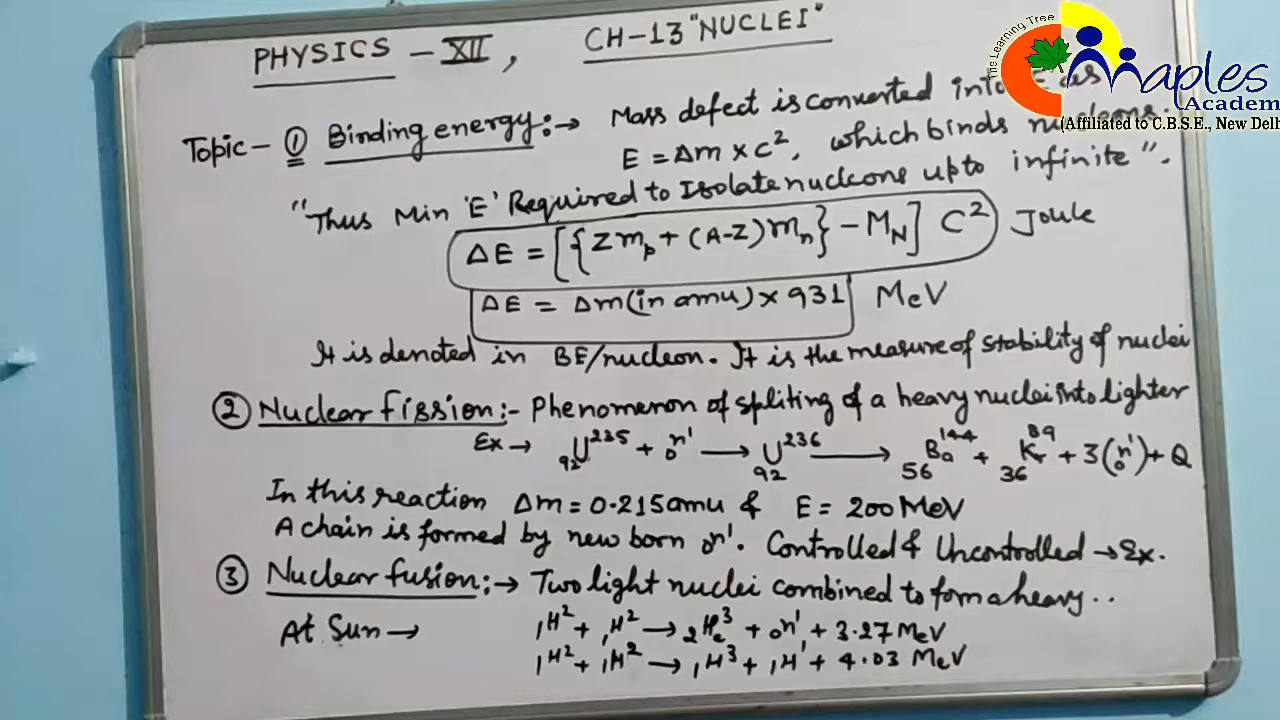 PHYSICS - XII, CH-13 "NUCLEI"
The Learning Tree
Maples
Academ
(Affiliated to C.B.S.E., New Delh
Topic - ① Binding energy:→ Mass defect is converted into E as
E = Δm × c², which binds nucleons.
"Thus Min 'E' Required to Isolate nucleons upto infinite".
ΔE = [{Zmₚ + (A-Z)mₙ} - M_N] C² Joule
ΔE = Δm(in amu) × 931 MeV
It is denoted in BE/nucleon. It is the measure of stability of nuclei
② Nuclear fission:- Phenomenon of spliting of a heavy nuclei into lighter
Ex → ₉₂U²³⁵ + ₀n¹ → ₉₂U²³⁶ → ₅₆Ba¹⁴⁴ + ₃₆Kr⁸⁹ + 3(₀n¹) + Q
In this reaction Δm = 0.215amu & E = 200 MeV
A chain is formed by new born ₀n¹. Controlled & Uncontrolled → Ex.
③ Nuclear fusion:→ Two light nuclei combined to form a heavy..
At Sun → ₁H² + ₁H² → ₂He³ + ₀n¹ + 3.27 MeV
₁H² + ₁H² → ₁H³ + ₁H¹ + 4.03 MeV